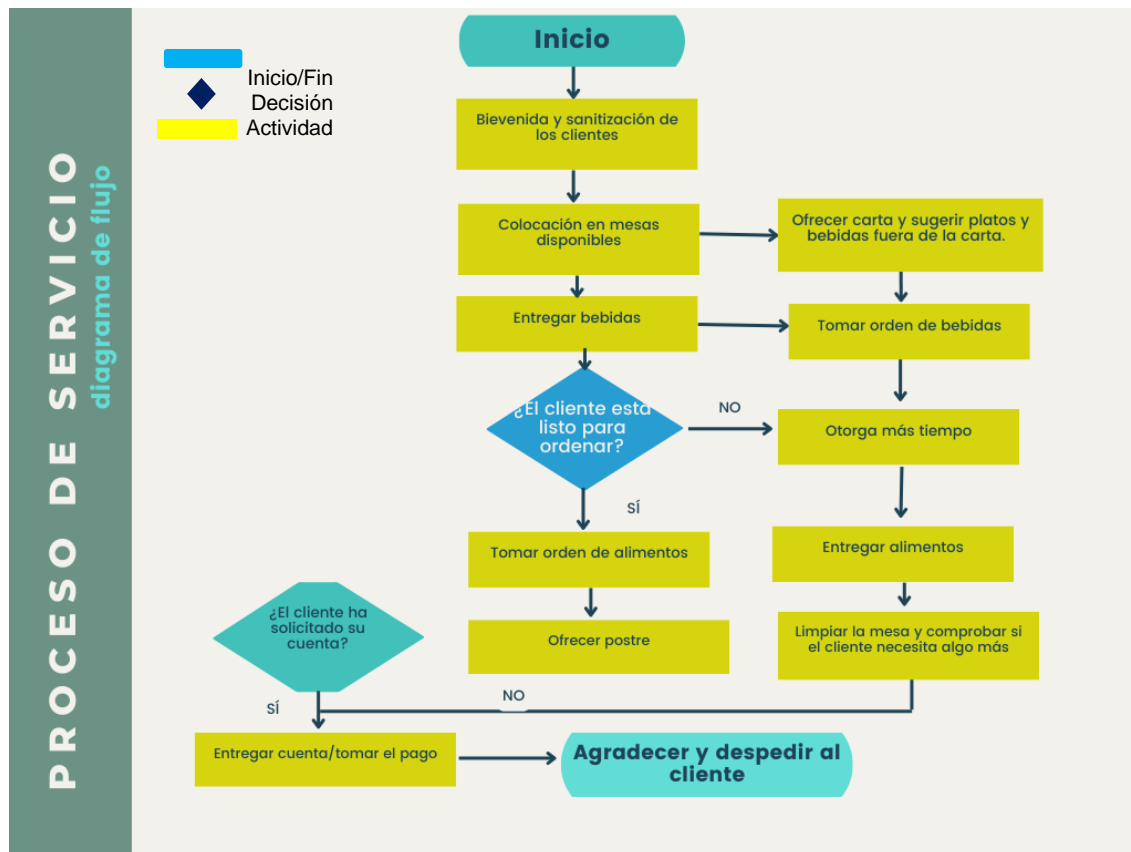 PROCESO DE SERVICIO
diagrama de flujo
Inicio/Fin
Decisión
Actividad
Inicio
Bievenida y sanitización de
los clientes
Colocación en mesas
disponibles
Ofrecer carta y sugerir platos y
bebidas fuera de la carta.
Entregar bebidas
Tomar orden de bebidas
¿El cliente está
listo para
ordenar?
NO
Otorga más tiempo
SÍ
Tomar orden de alimentos
Entregar alimentos
¿El cliente ha
solicitado su
cuenta?
Ofrecer postre
Limpiar la mesa y comprobar si
el cliente necesita algo más
SÍ
NO
Entregar cuenta/tomar el pago
Agradecer y despedir al
cliente